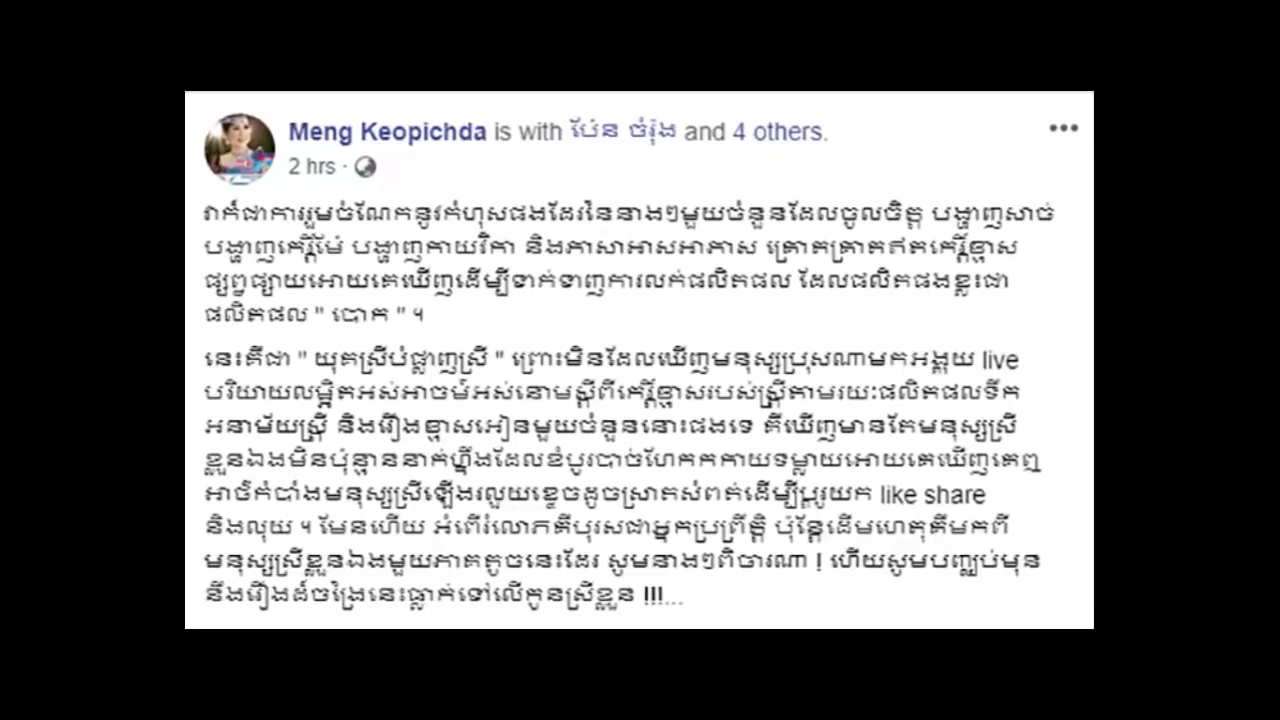 Meng Keopichda is with ប៉ែន ចំរ៉ុង and 4 others.
2 hrs ·
វាក៏ជាការរួមចំណែកនូវកំហុសផងដែរនៃនាងៗមួយចំនួនដែលចូលចិត្ត បង្ហាញសាច់
បង្ហាញកេរ្តិ៍ម៉ែ បង្ហាញកាយវិកា និងភាសាអាសអាភាស គ្រោតគ្រាតឥតកេរ្តិ៍ខ្មាស
ផ្សព្វផ្សាយអោយគេឃើញដើម្បីទាក់ទាញការលក់ផលិតផល ដែលផលិតផងខ្លះជា
ផលិតផល " បោក " ។
នេះគឺជា " យុគស្រីបំផ្លាញស្រី " ព្រោះមិនដែលឃើញមនុស្សប្រុសណាមកអង្គុយ live
បរិយាយលម្អិតអស់អាចម៍អស់នោមស្តីពីកេរ្តិ៍ខ្មាសរបស់ស្ត្រីតាមរយៈផលិតផលទឹក
អនាម័យស្ត្រី និងរឿងខ្មាសអៀនមួយចំនួននោះផងទេ គឺឃើញមានតែមនុស្សស្រី
ខ្លួនឯងមិនប៉ុន្មាននាក់ហ្នឹងដែលខំបូរបាច់ហែកកកាយទម្លាយអោយគេឃើញគេឮ
អាថ៌កំបាំងមនុស្សស្រីឡើងរលួយខ្ទេចដូចស្រាតសំពត់ដើម្បីប្តូរយក like share
និងលុយ ។ មែនហើយ អំពើរំលោភគឺបុរសជាអ្នកប្រព្រឹត្តិ ប៉ុន្តែដើមហេតុគឺមកពី
មនុស្សស្រីខ្លួនឯងមួយភាគតូចនេះដែរ សូមនាងៗពិចារណា ! ហើយសូមបញ្ឈប់មុន
នឹងរឿងដ៏ចង្រៃនេះធ្លាក់ទៅលើកូនស្រីខ្លួន !!!...